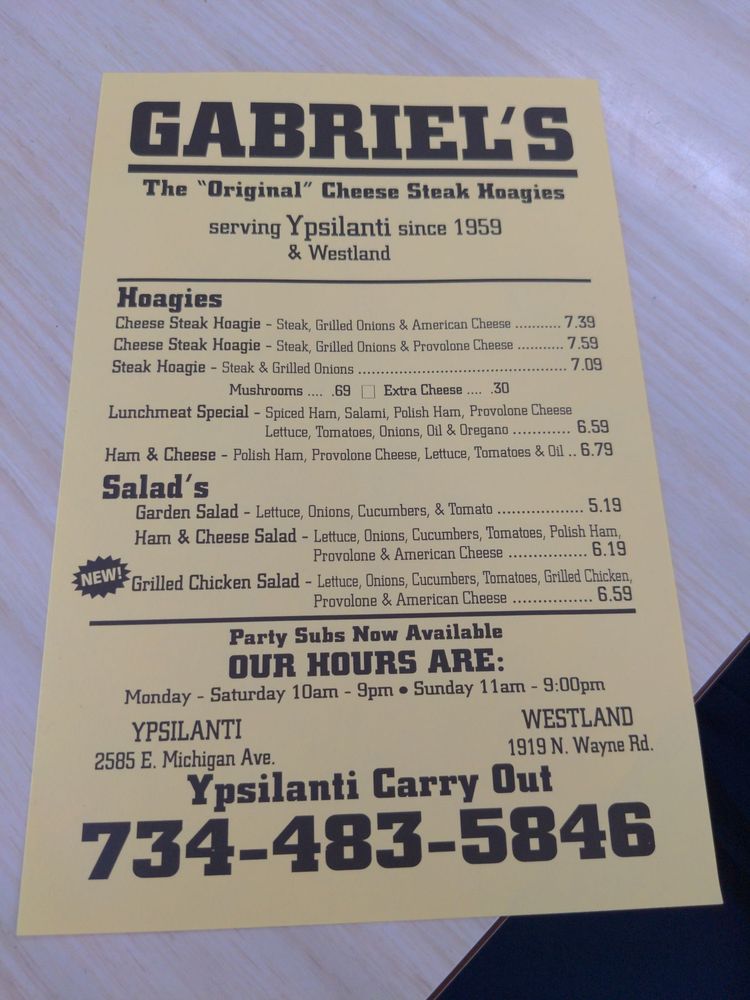 GABRIEL'S
The "Original" Cheese Steak Hoagies
serving Ypsilanti since 1959
& Westland
Hoagies
Cheese Steak Hoagie - Steak, Grilled Onions & American Cheese ........... 7.39
Cheese Steak Hoagie - Steak, Grilled Onions & Provolone Cheese ........... 7.59
Steak Hoagie - Steak & Grilled Onions .................................................. 7.09
Mushrooms .... .69 □ Extra Cheese .... .30
Lunchmeat Special - Spiced Ham, Salami, Polish Ham, Provolone Cheese
Lettuce, Tomatoes, Onions, Oil & Oregano ............ 6.59
Ham & Cheese - Polish Ham, Provolone Cheese, Lettuce, Tomatoes & Oil .. 6.79
Salad's
Garden Salad - Lettuce, Onions, Cucumbers, & Tomato .................. 5.19
Ham & Cheese Salad - Lettuce, Onions, Cucumbers, Tomatoes, Polish Ham,
Provolone & American Cheese ................ 6.19
NEW! Grilled Chicken Salad - Lettuce, Onions, Cucumbers, Tomatoes, Grilled Chicken,
Provolone & American Cheese ................ 6.59
Party Subs Now Available
OUR HOURS ARE:
Monday - Saturday 10am - 9pm • Sunday 11am - 9:00pm
YPSILANTI
2585 E. Michigan Ave.
WESTLAND
1919 N. Wayne Rd.
Ypsilanti Carry Out
734-483-5846